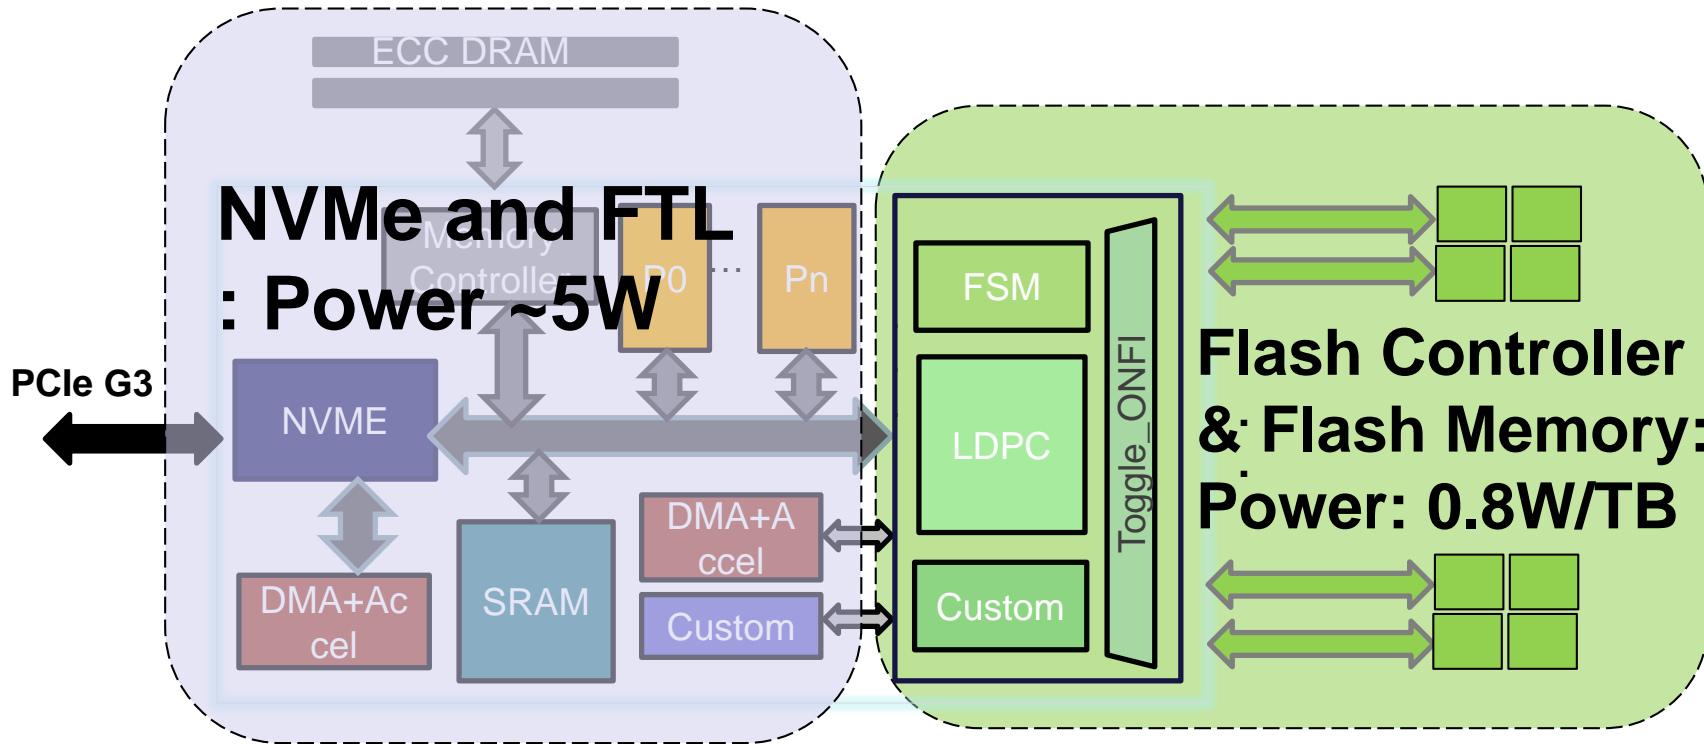 ECC DRAM
NVMe and FTL
: Power ~5W
Memory
Controller
P0
...
Pn
PCIe G3
NVME
DMA+Ac
cel
SRAM
DMA+A
ccel
Custom
FSM
LDPC
Custom
Toggle_ONFI
Flash Controller
& Flash Memory:
Power: 0.8W/TB